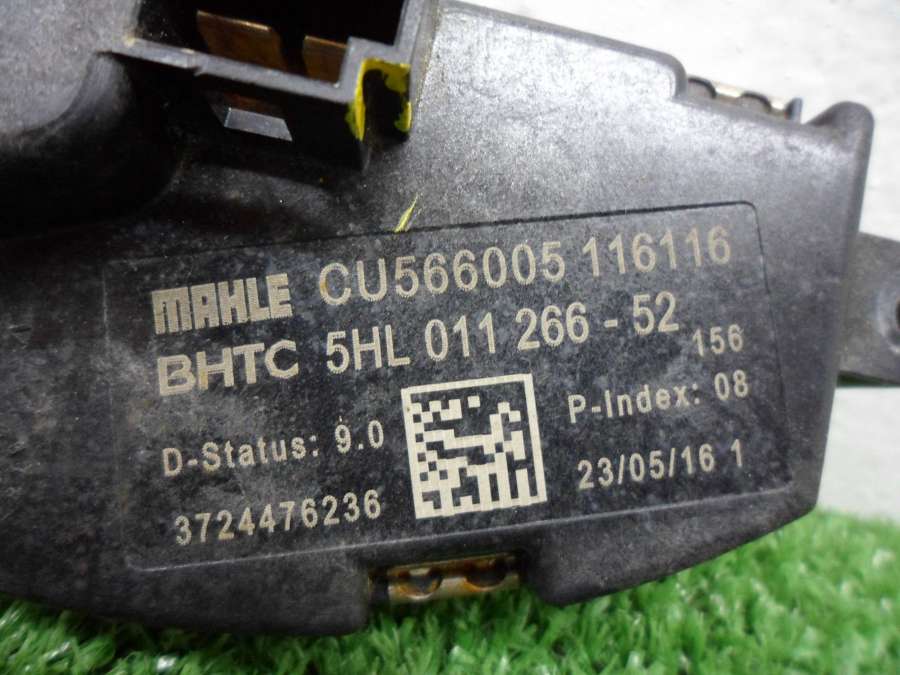 MAHLE CU566005 116116
BHTC 5HL 011 266 - 52
156
D-Status: 9.0
P-Index: 08
3724476236
23/05/16 1